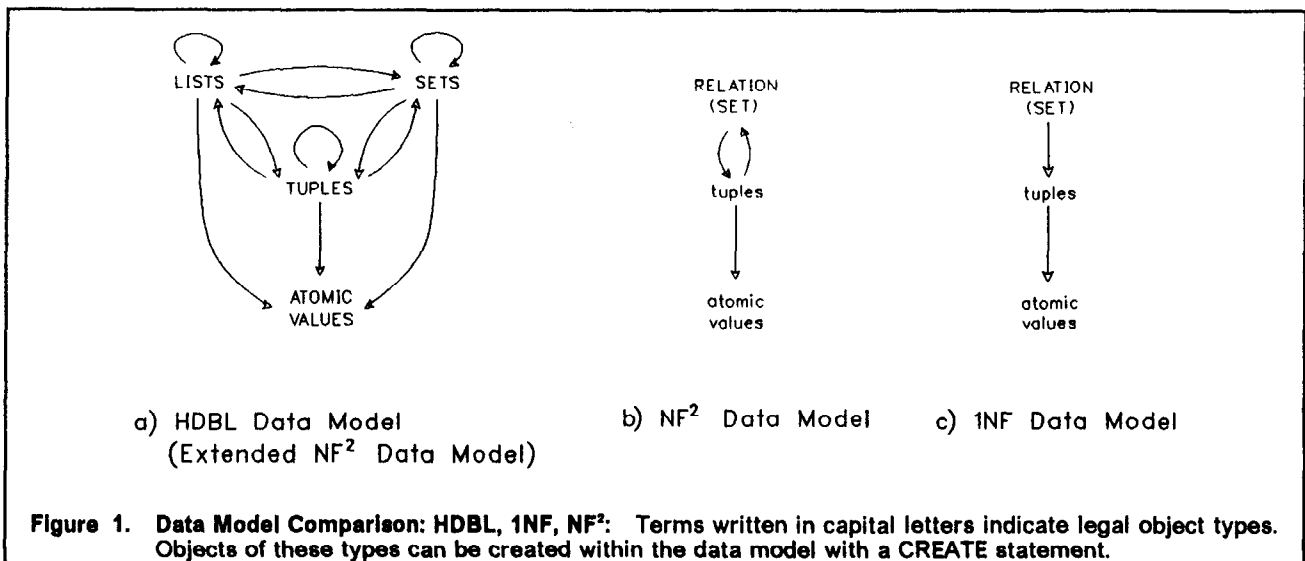 LISTS SETS
TUPLES
ATOMIC
VALUES
RELATION
(SET)
tuples
atomic
values
RELATION
(SET)
tuples
atomic
values
a) HDBL Data Model
(Extended NF² Data Model)
b) NF² Data Model
c) 1NF Data Model
Figure 1. Data Model Comparison: HDBL, 1NF, NF²: Terms written in capital letters indicate legal object types.
Objects of these types can be created within the data model with a CREATE statement.